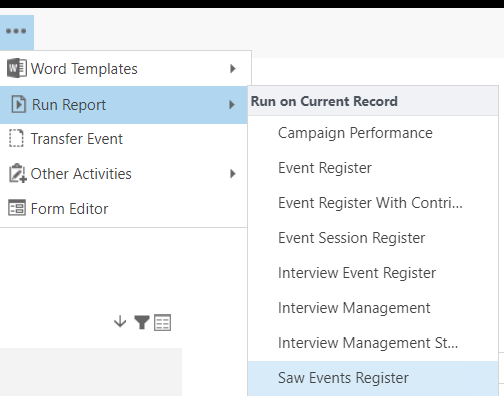 Word Templates
Run Report
Transfer Event
Other Activities
Form Editor
Run on Current Record
Campaign Performance
Event Register
Event Register With Contri...
Event Session Register
Interview Event Register
Interview Management
Interview Management St...
Saw Events Register